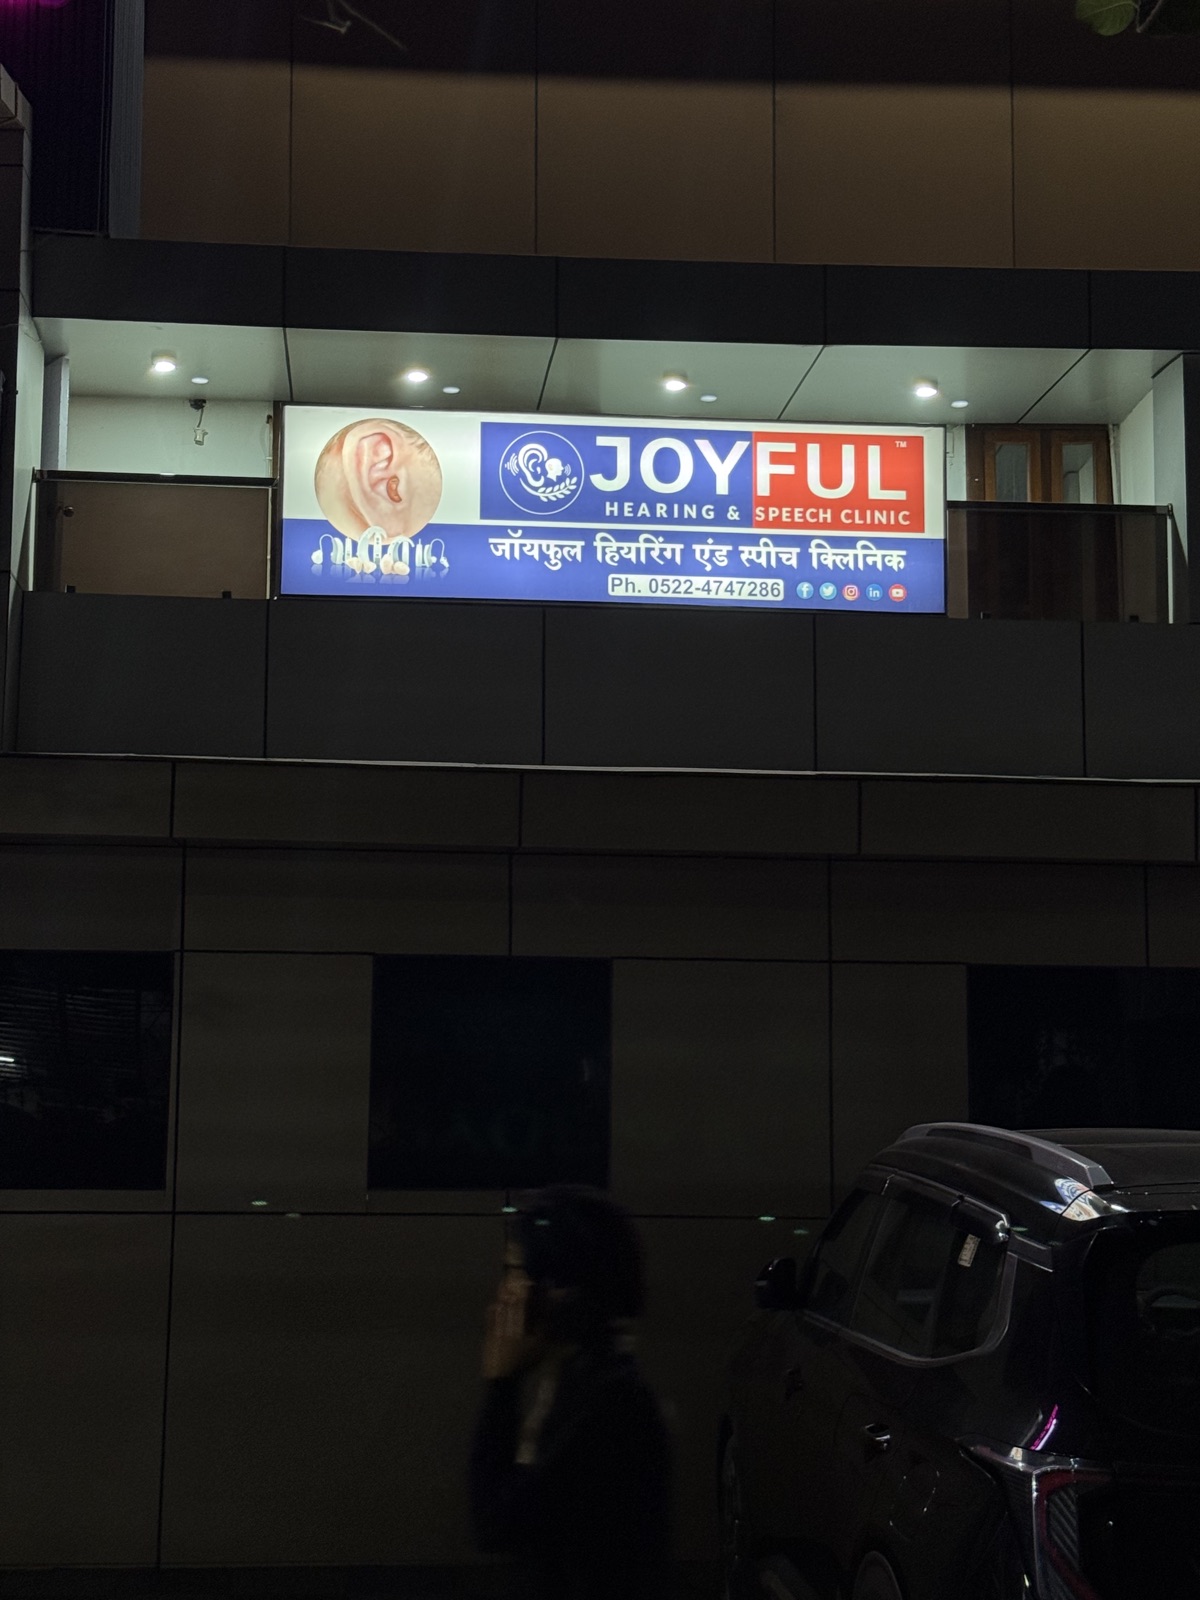 JOYFUL™
HEARING & SPEECH CLINIC
जॉयफुल हियरिंग एंड स्पीच क्लिनिक
Ph. 0522-4747286